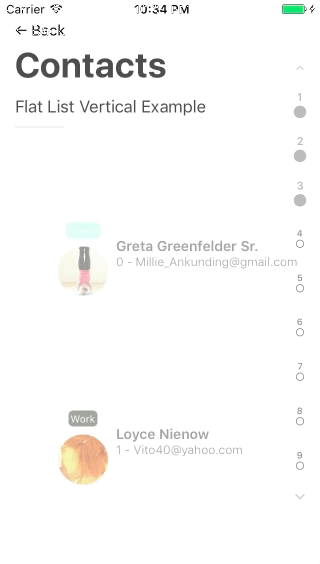 Carrier 10:34 PM
← Back
Contacts
Flat List Vertical Example
1
2
3
4
5
6
7
8
9
Greta Greenfelder Sr.
0 - Millie_Ankunding@gmail.com
Work
Loyce Nienow
1 - Vito40@yahoo.com